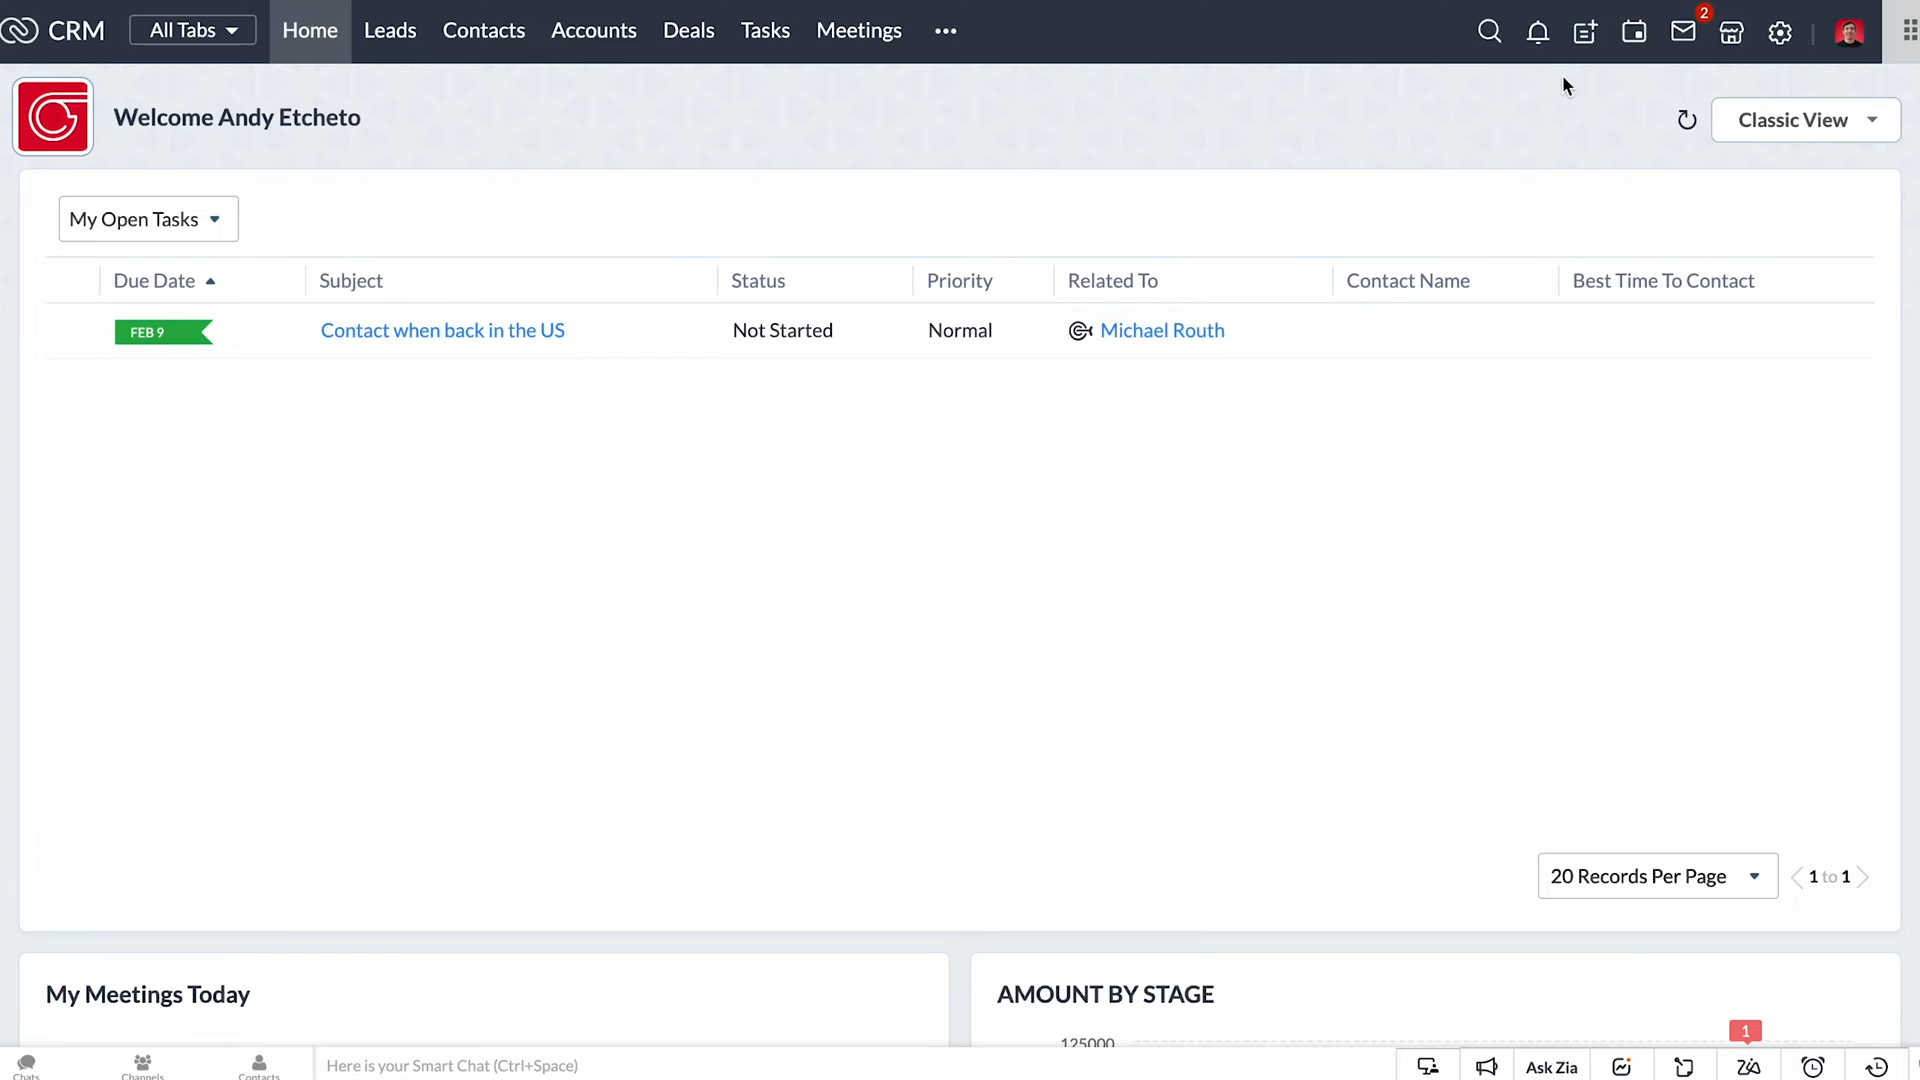 CRM
All Tabs
Home
Leads
Contacts
Accounts
Deals
Tasks
Meetings
2
Welcome Andy Etcheto
Classic View
My Open Tasks
Due Date
Subject
Status
Priority
Related To
Contact Name
Best Time To Contact
FEB 9
Contact when back in the US
Not Started
Normal
Michael Routh
20 Records Per Page
1 to 1
My Meetings Today
AMOUNT BY STAGE
125000
1
Chats
Channels
Contacts
Here is your Smart Chat (Ctrl+Space)
Ask Zia